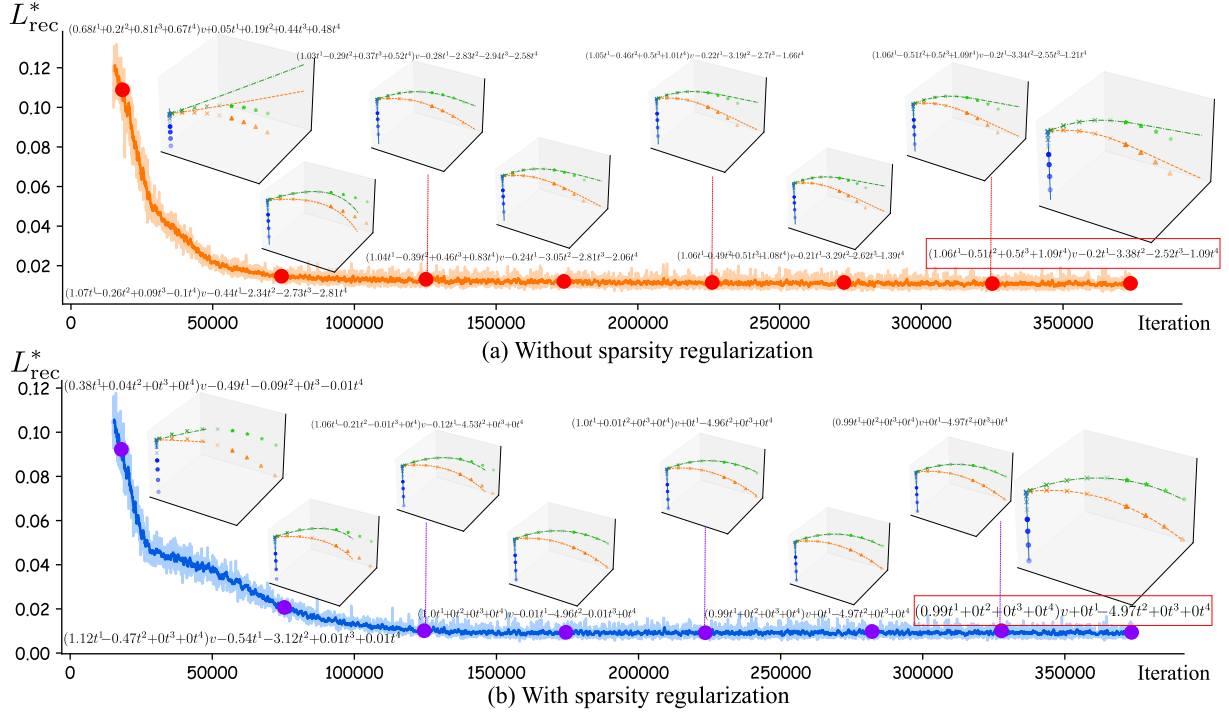 L*rec
(0.68t¹+0.2t²+0.81t³+0.67t⁴)v+0.05t¹+0.19t²+0.44t³+0.48t⁴
(1.03t¹−0.29t²+0.37t³+0.52t⁴)v−0.28t¹−2.83t²−2.94t³−2.58t⁴
(1.05t¹−0.46t²+0.5t³+1.01t⁴)v−0.22t¹−3.19t²−2.7t³−1.66t⁴
(1.06t¹−0.51t²+0.5t³+1.09t⁴)v−0.2t¹−3.34t²−2.55t³−1.21t⁴
0.12
0.10
0.08
0.06
0.04
0.02
(1.04t¹−0.39t²+0.46t³+0.83t⁴)v−0.24t¹−3.05t²−2.81t³−2.06t⁴
(1.06t¹−0.49t²+0.51t³+1.08t⁴)v−0.21t¹−3.29t²−2.62t³−1.39t⁴
(1.06t¹−0.51t²+0.5t³+1.09t⁴)v−0.2t¹−3.38t²−2.52t³−1.09t⁴
(1.07t¹−0.26t²+0.09t³−0.1t⁴)v−0.44t¹−2.34t²−2.73t³−2.81t⁴
0 50000 100000 150000 200000 250000 300000 350000 Iteration
(a) Without sparsity regularization
L*rec
(0.38t¹+0.04t²+0t³+0t⁴)v−0.49t¹−0.09t²+0t³−0.01t⁴
(1.06t¹−0.21t²−0.01t³+0t⁴)v−0.12t¹−4.53t²+0t³+0t⁴
(1.0t¹+0.01t²+0t³+0t⁴)v+0t¹−4.96t²+0t³+0t⁴
(0.99t¹+0t²+0t³+0t⁴)v+0t¹−4.97t²+0t³+0t⁴
0.12
0.10
0.08
0.06
0.04
0.02
0.00
(1.0t¹+0t²+0t³+0t⁴)v−0.01t¹−4.96t²−0.01t³+0t⁴
(0.99t¹+0t²+0t³+0t⁴)v+0t¹−4.97t²+0t³+0t⁴
(0.99t¹+0t²+0t³+0t⁴)v+0t¹−4.97t²+0t³+0t⁴
(1.12t¹−0.47t²+0t³+0t⁴)v−0.54t¹−3.12t²+0.01t³+0.01t⁴
0 50000 100000 150000 200000 250000 300000 350000 Iteration
(b) With sparsity regularization